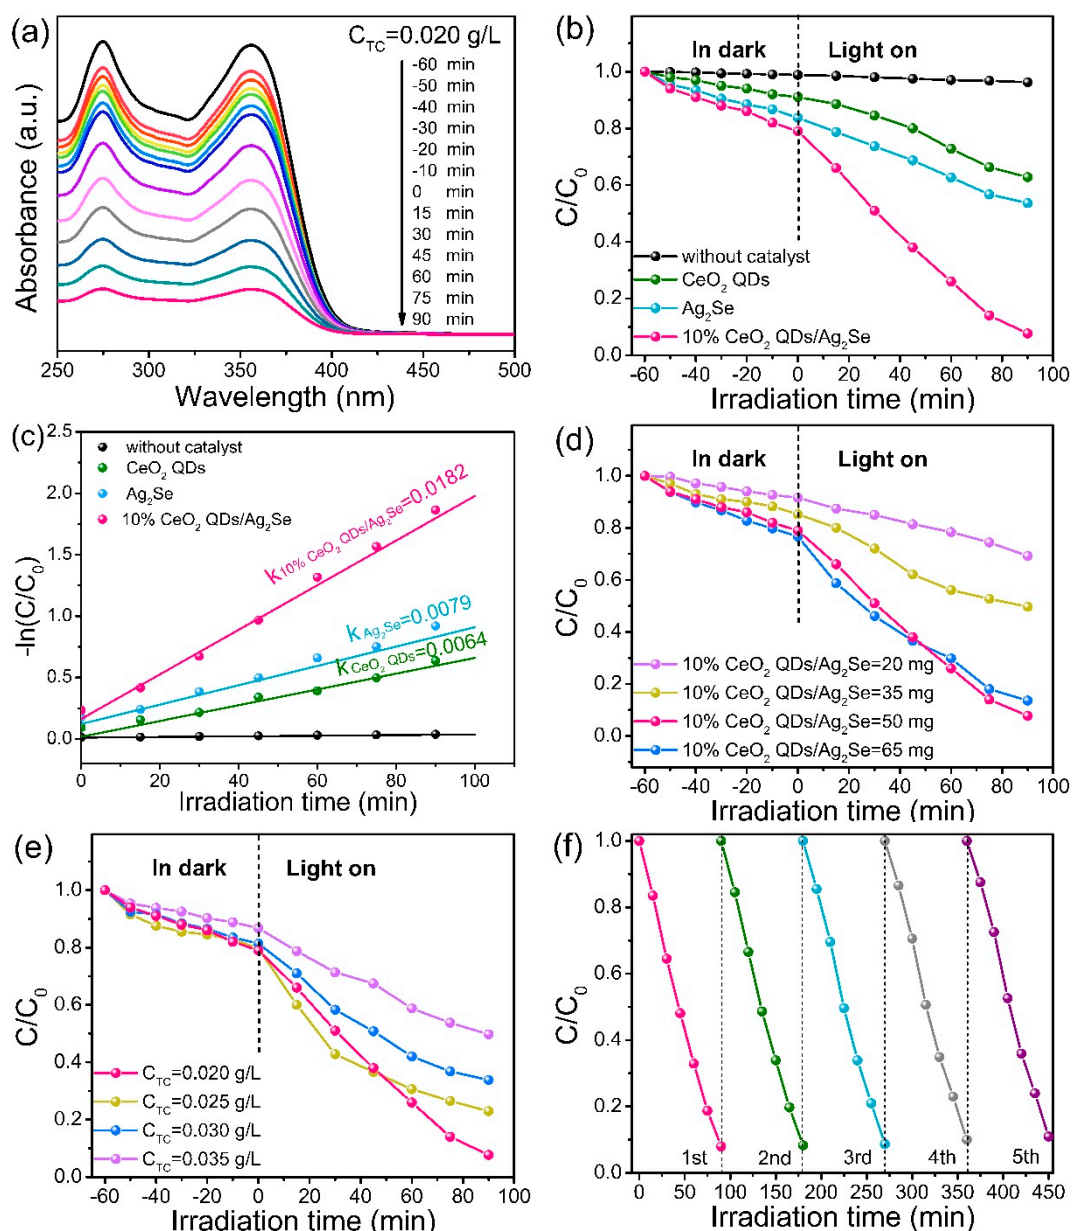 (a)
C_TC=0.020 g/L
-60 min
-50 min
-40 min
-30 min
-20 min
-10 min
0 min
15 min
30 min
45 min
60 min
75 min
90 min
Absorbance (a.u.)
250 300 350 400 450 500
Wavelength (nm)
(b)
In dark Light on
1.0
0.8
0.6
0.4
0.2
0.0
C/C₀
without catalyst
CeO₂ QDs
Ag₂Se
10% CeO₂ QDs/Ag₂Se
-60 -40 -20 0 20 40 60 80 100
Irradiation time (min)
(c)
2.5
2.0
1.5
1.0
0.5
0.0
-ln(C/C₀)
without catalyst
CeO₂ QDs
Ag₂Se
10% CeO₂ QDs/Ag₂Se
k10% CeO₂ QDs/Ag₂Se=0.0182
kAg₂Se=0.0079
kCeO₂ QDs=0.0064
0 20 40 60 80 100
Irradiation time (min)
(d)
In dark Light on
1.0
0.8
0.6
0.4
0.2
0.0
C/C₀
10% CeO₂ QDs/Ag₂Se=20 mg
10% CeO₂ QDs/Ag₂Se=35 mg
10% CeO₂ QDs/Ag₂Se=50 mg
10% CeO₂ QDs/Ag₂Se=65 mg
-60 -40 -20 0 20 40 60 80 100
Irradiation time (min)
(e)
In dark Light on
1.0
0.8
0.6
0.4
0.2
0.0
C/C₀
C_TC=0.020 g/L
C_TC=0.025 g/L
C_TC=0.030 g/L
C_TC=0.035 g/L
-60 -40 -20 0 20 40 60 80 100
Irradiation time (min)
(f)
1.0
0.8
0.6
0.4
0.2
0.0
C/C₀
1st 2nd 3rd 4th 5th
0 50 100 150 200 250 300 350 400 450
Irradiation time (min)